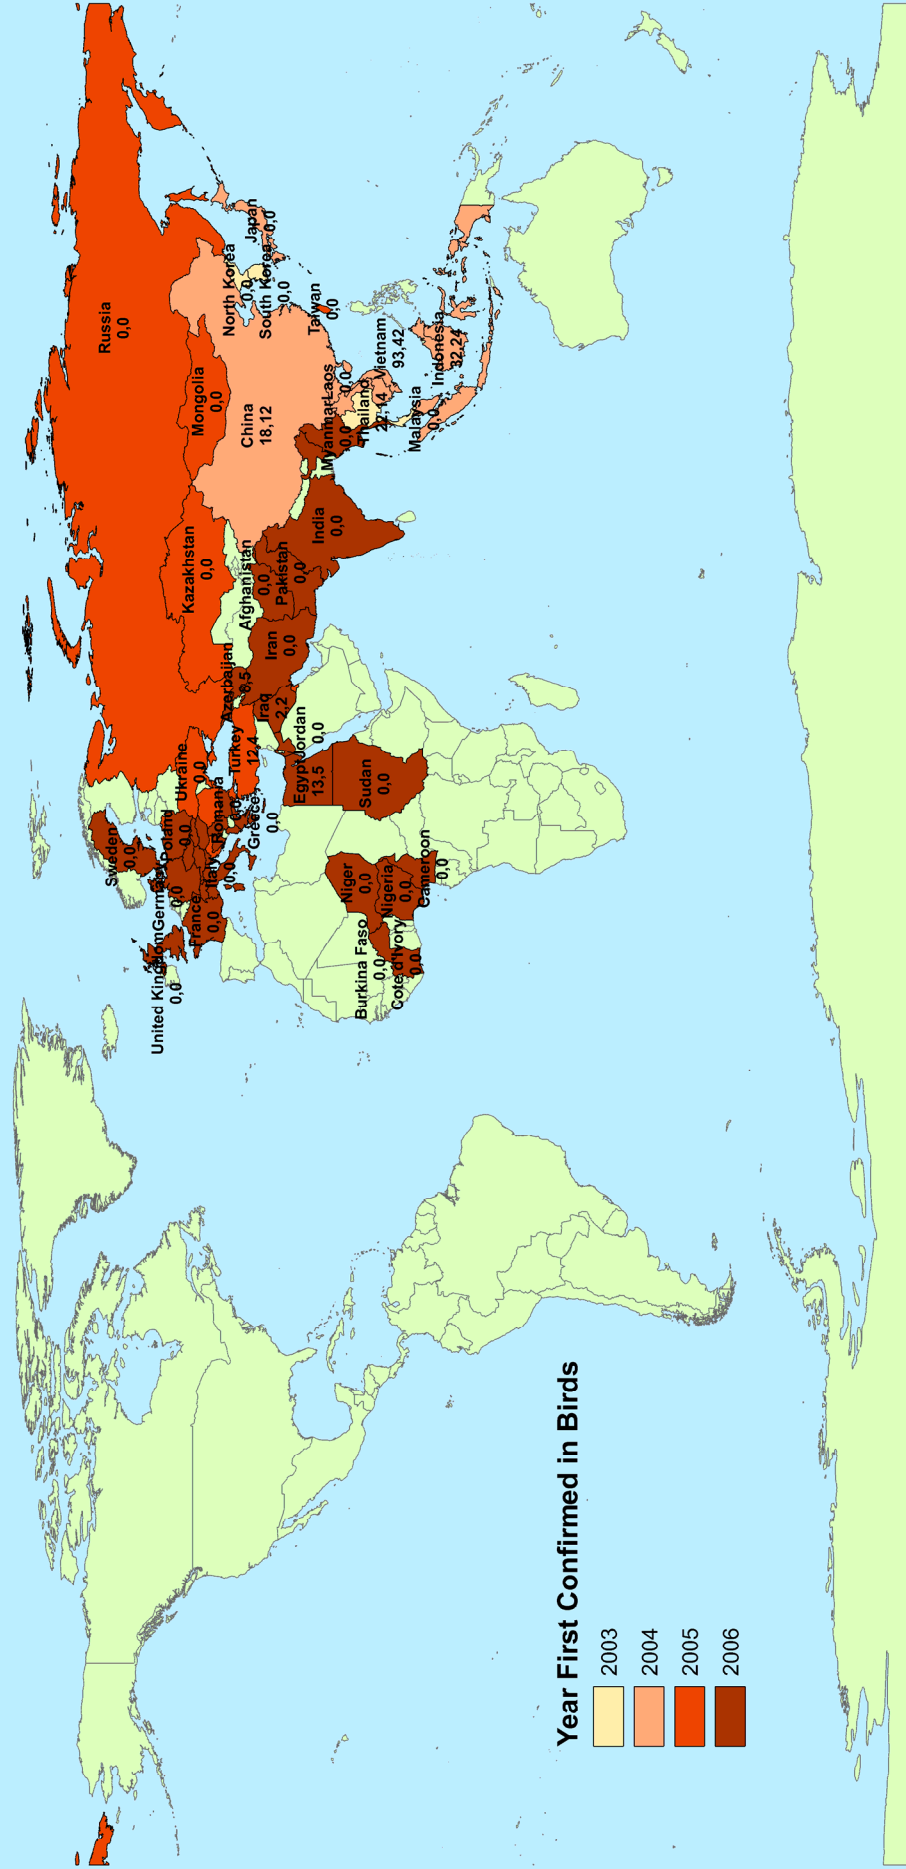 Russia
0,0
Mongolia
0,0
China
18,12
North Korea
0,0
South Korea
0,0
Japan
0,0
Taiwan
0,0
Kazakhstan
0,0
Vietnam
93,42
Laos
0,0
Myanmar
0,0
Thailand
22,14
Malaysia
0,0
Indonesia
32,24
India
0,0
Afghanistan
0,0
Pakistan
0,0
Iran
0,0
Azerbaijan
8,5
Iraq
2,2
Turkey
12,4
Jordan
0,0
Egypt
13,5
Sudan
0,0
Ukraine
0,0
Romania
Greece
0,0
Poland
0,0
Sweden
0,0
Germany
0,0
Italy
0,0
France
0,0
United Kingdom
0,0
Niger
0,0
Nigeria
0,0
Cameroon
0,0
Burkina Faso
0,0
Cote d'Ivory
0,0
Year First Confirmed in Birds
2003
2004
2005
2006